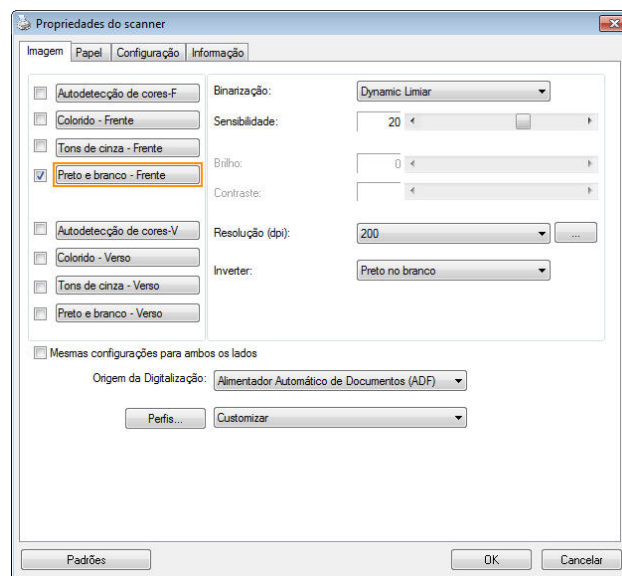 Propriedades do scanner
Imagem Papel Configuração Informação
Autodetecção de cores-F
Colorido - Frente
Tons de cinza - Frente
Preto e branco - Frente
Autodetecção de cores-V
Colorido - Verso
Tons de cinza - Verso
Preto e branco - Verso
Binarização: Dynamic Limiar
Sensibilidade: 20
Brilho: 0
Contraste:
Resolução (dpi): 200 ...
Inverter: Preto no branco
Mesmas configurações para ambos os lados
Origem da Digitalização: Alimentador Automático de Documentos (ADF)
Perfis... Customizar
Padrões OK Cancelar